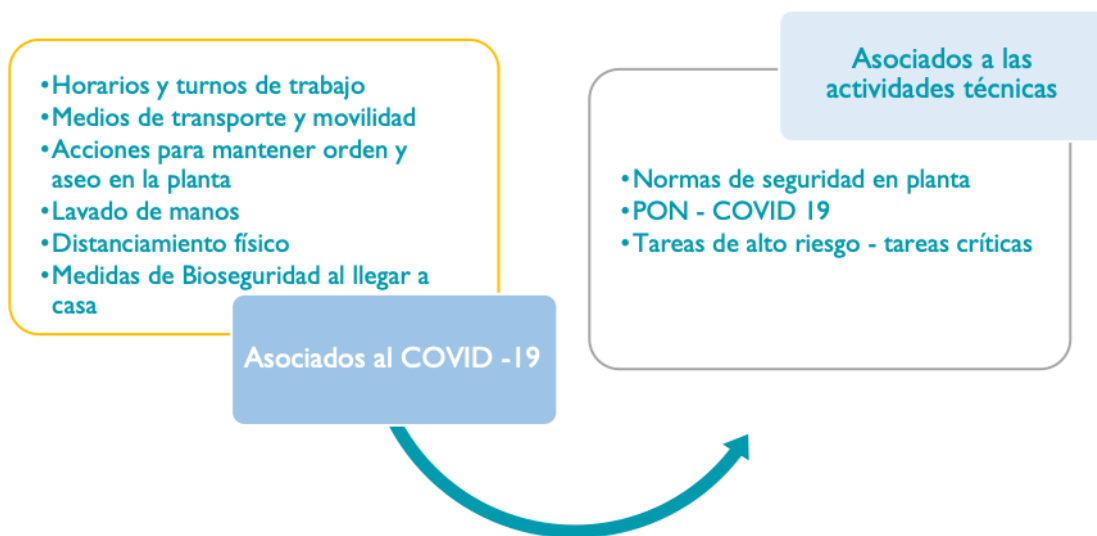 •Horarios y turnos de trabajo
•Medios de transporte y movilidad
•Acciones para mantener orden y
aseo en la planta
•Lavado de manos
•Distanciamiento físico
•Medidas de Bioseguridad al llegar a
casa
Asociados al COVID -19
Asociados a las
actividades técnicas
•Normas de seguridad en planta
•PON - COVID 19
•Tareas de alto riesgo - tareas críticas